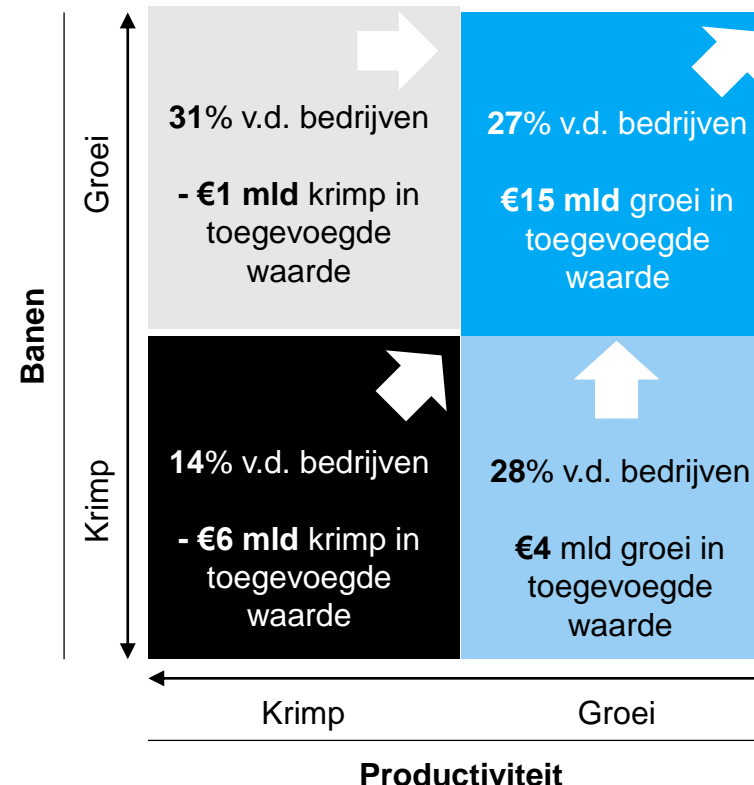 31% v.d. bedrijven
- €1 mld krimp in
toegevoegde
waarde
27% v.d. bedrijven
€15 mld groei in
toegevoegde
waarde
Groei
Banen
Krimp
14% v.d. bedrijven
- €6 mld krimp in
toegevoegde
waarde
28% v.d. bedrijven
€4 mld groei in
toegevoegde
waarde
Krimp
Groei
Productiviteit